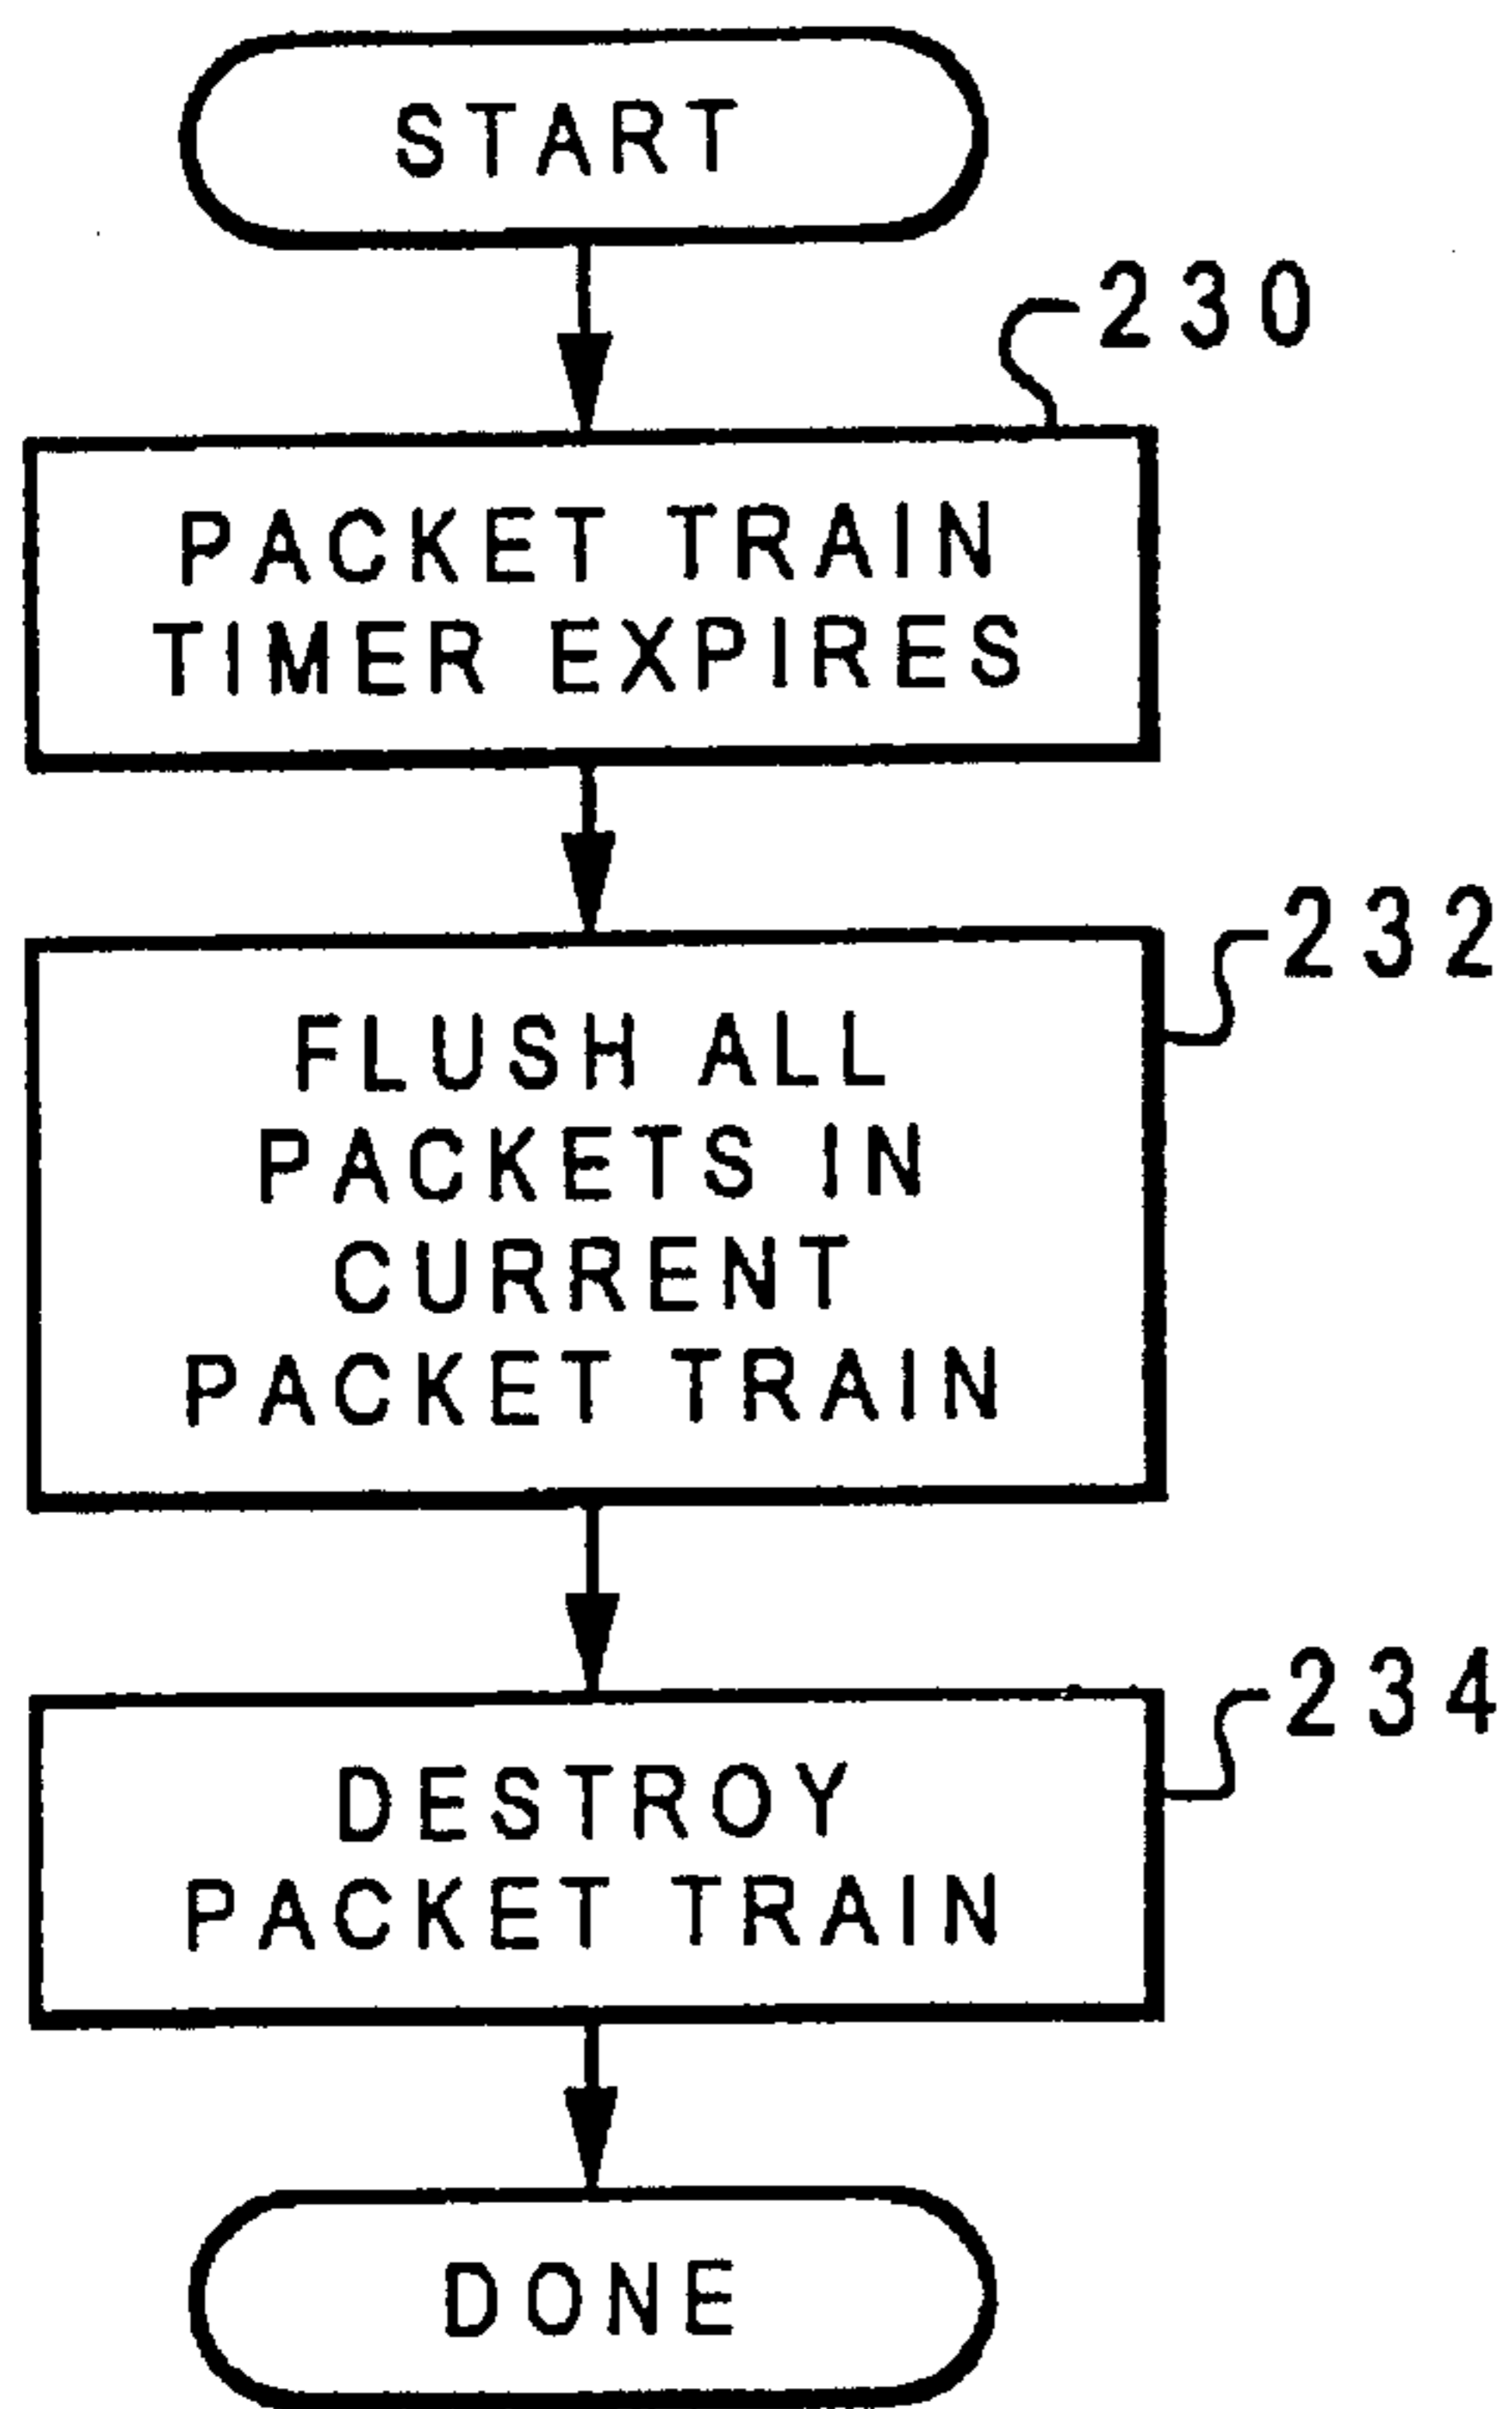 START
230
PACKET TRAIN
TIMER EXPIRES
232
FLUSH ALL
PACKETS IN
CURRENT
PACKET TRAIN
234
DESTROY
PACKET TRAIN
DONE